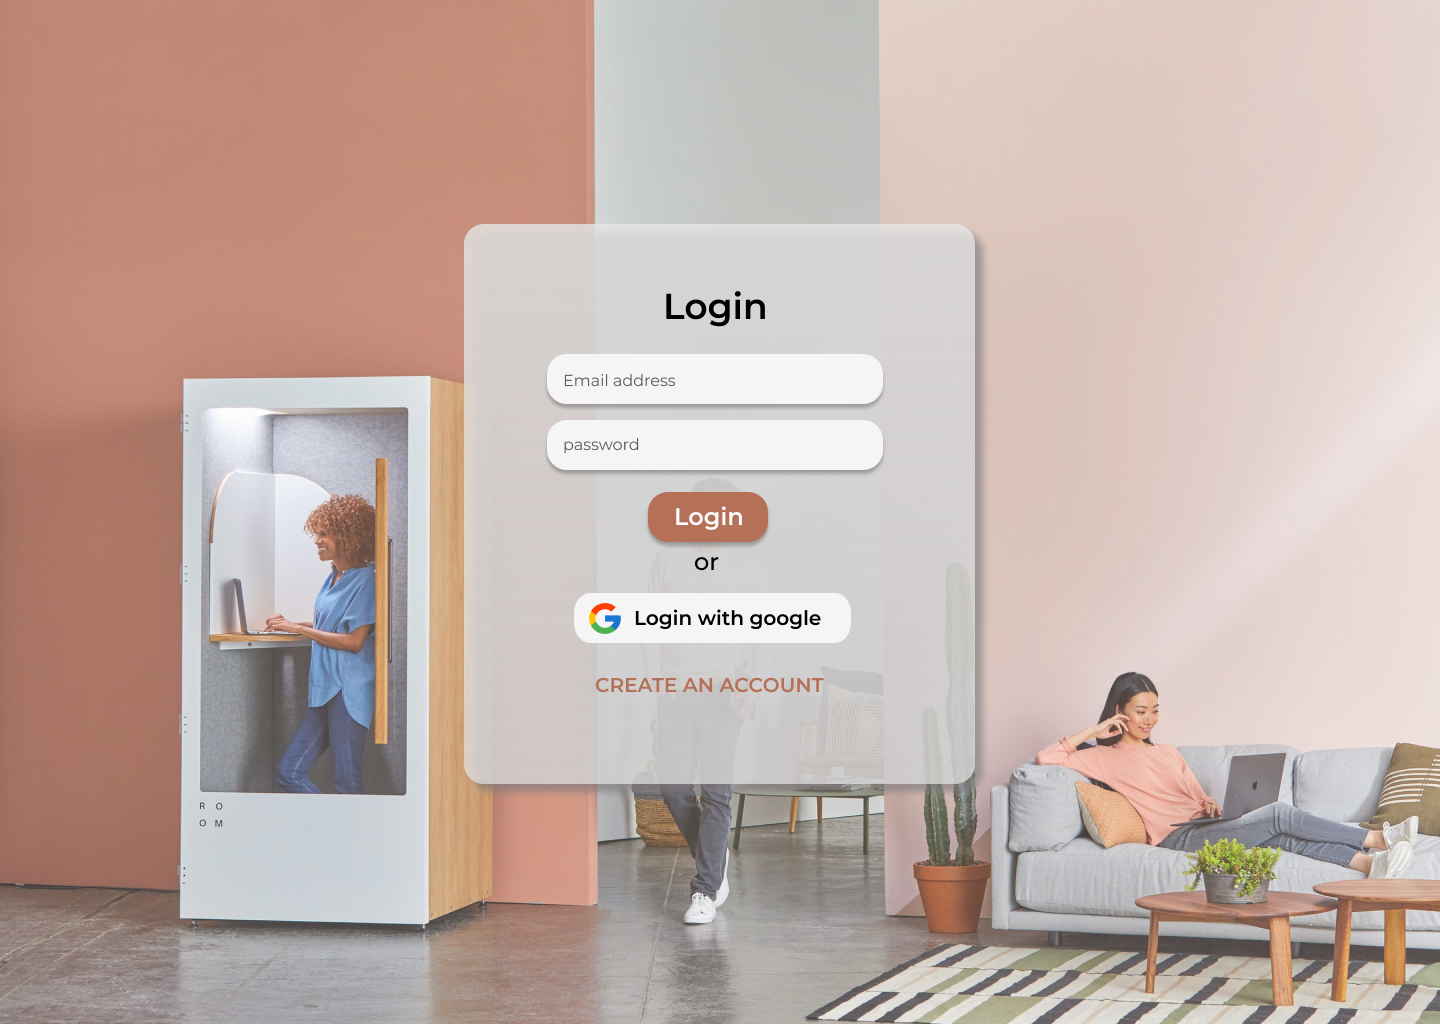 Login
Email address
password
Login
or
Login with google
CREATE AN ACCOUNT
R O
O M